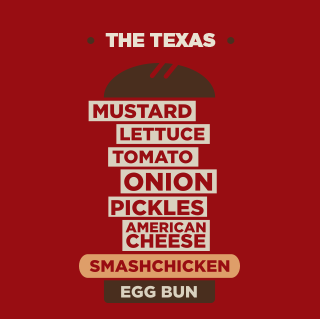 THE TEXAS
MUSTARD
LETTUCE
TOMATO
ONION
PICKLES
AMERICAN
CHEESE
SMASHCHICKEN
EGG BUN